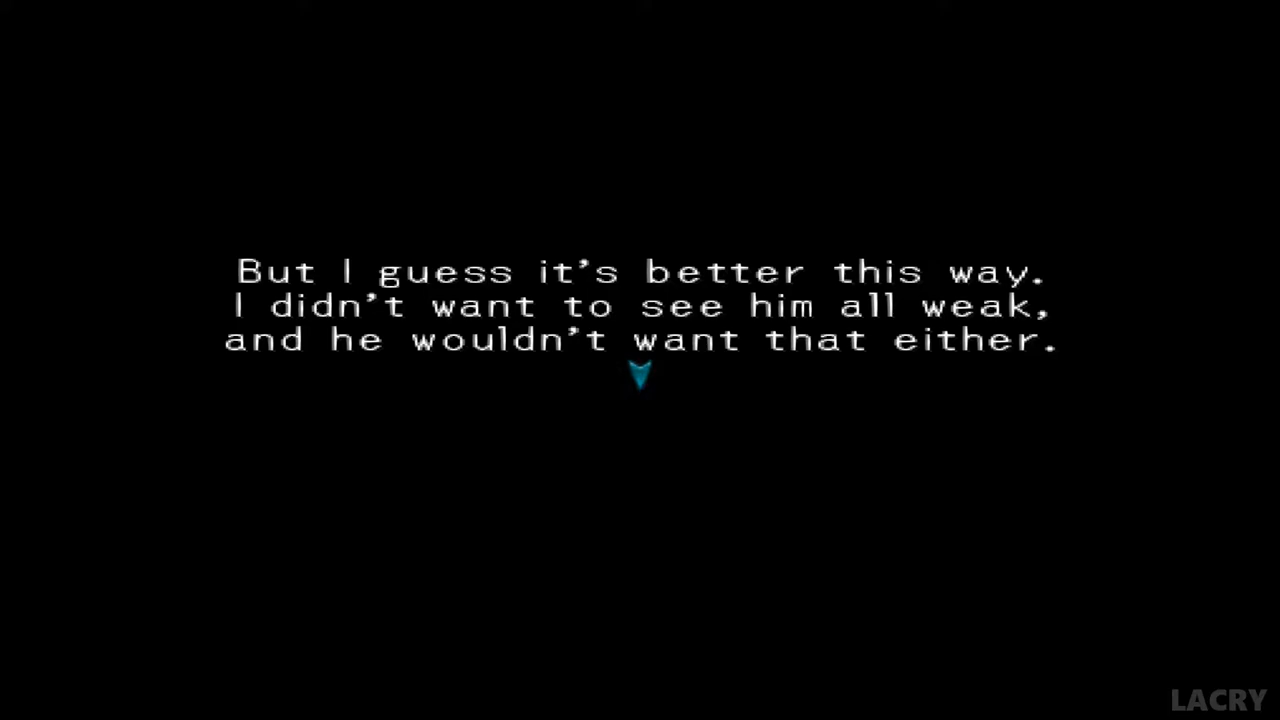 But I guess it's better this way.
I didn't want to see him all weak,
and he wouldn't want that either.
LACRY